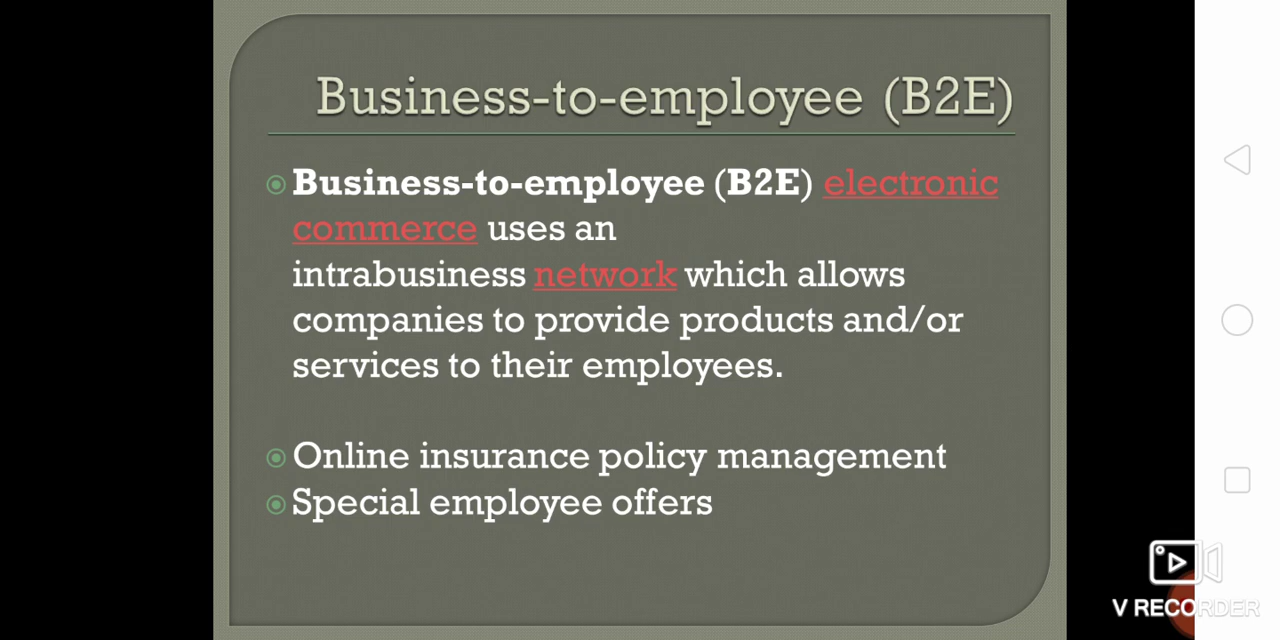 Business-to-employee (B2E)
Business-to-employee (B2E) electronic
commerce uses an
intrabusiness network which allows
companies to provide products and/or
services to their employees.
Online insurance policy management
Special employee offers
V RECORDER